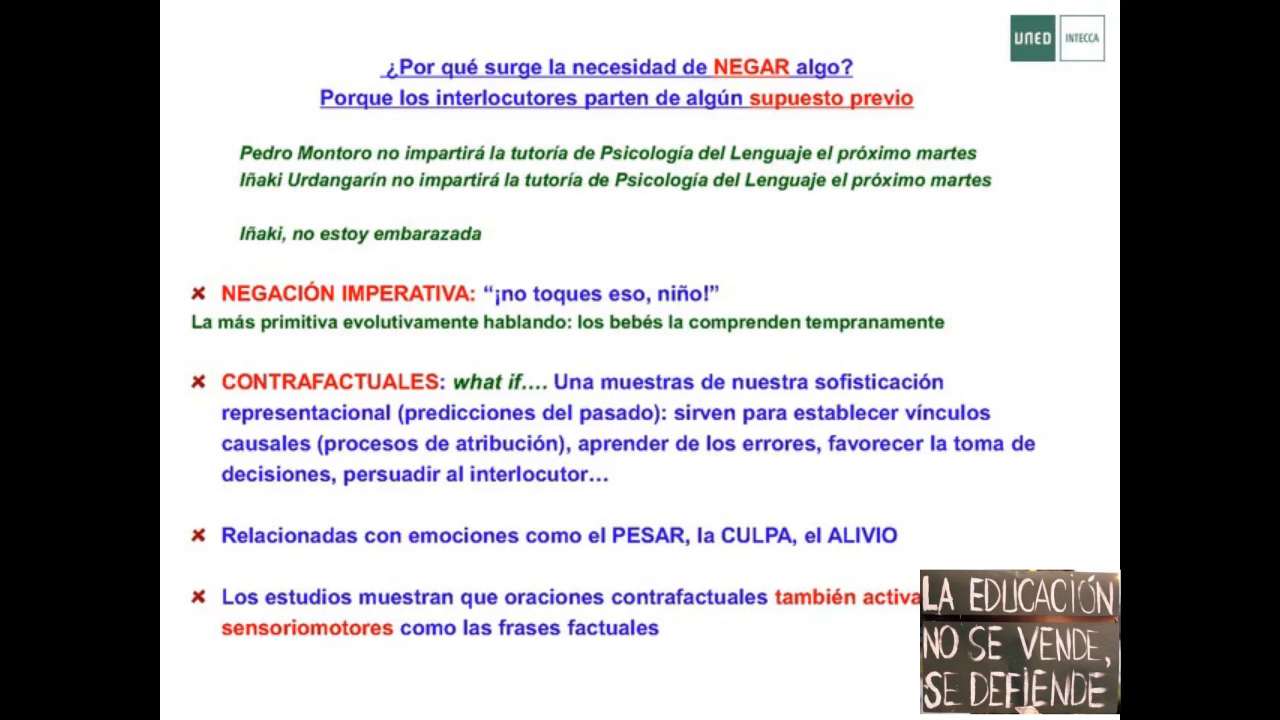 UNED INTECCA
¿Por qué surge la necesidad de NEGAR algo?
Porque los interlocutores parten de algún supuesto previo
Pedro Montoro no impartirá la tutoría de Psicología del Lenguaje el próximo martes
Iñaki Urdangarín no impartirá la tutoría de Psicología del Lenguaje el próximo martes
Iñaki, no estoy embarazada
NEGACIÓN IMPERATIVA: “¡no toques eso, niño!”
La más primitiva evolutivamente hablando: los bebés la comprenden tempranamente
CONTRAFACTUALES: what if…. Una muestras de nuestra sofisticación
representacional (predicciones del pasado): sirven para establecer vínculos
causales (procesos de atribución), aprender de los errores, favorecer la toma de
decisiones, persuadir al interlocutor…
Relacionadas con emociones como el PESAR, la CULPA, el ALIVIO
Los estudios muestran que oraciones contrafactuales también activa
sensoriomotores como las frases factuales
LA EDUCACIÓN
NO SE VENDE,
SE DEFIENDE